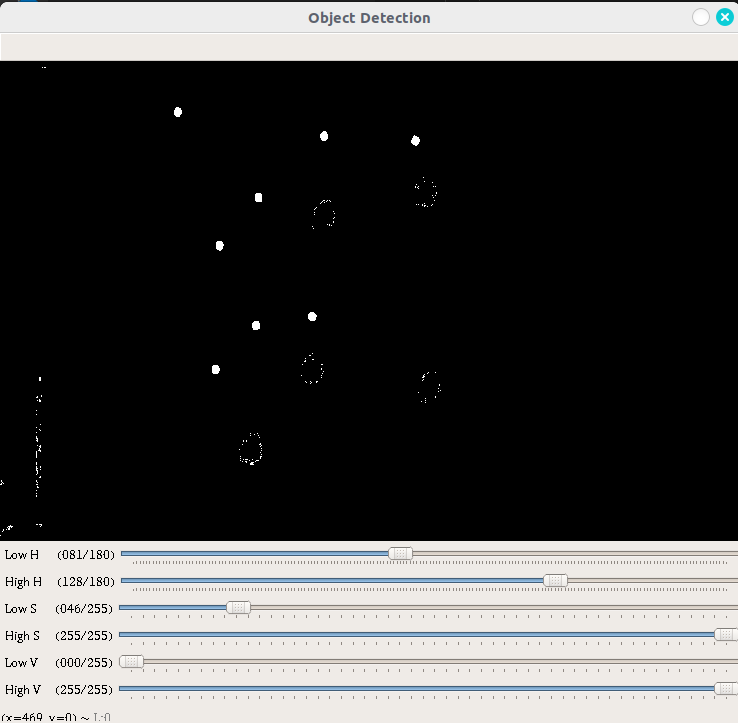 Object Detection
Low H (081/180)
High H (128/180)
Low S (046/255)
High S (255/255)
Low V (000/255)
High V (255/255)
(x=469, y=0) ~ L:0